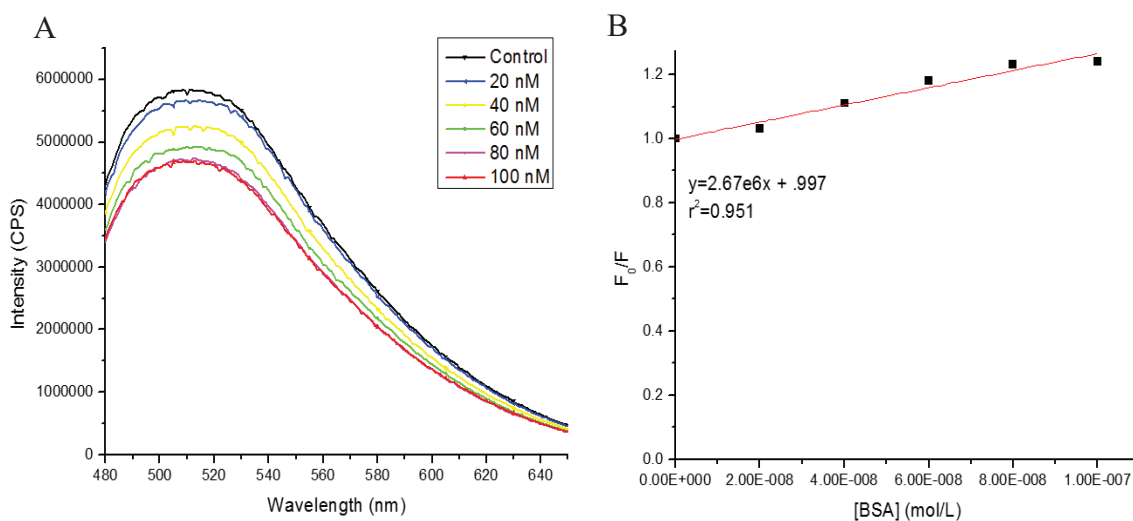 A
Control
20 nM
40 nM
60 nM
80 nM
100 nM
6000000
5000000
4000000
3000000
2000000
1000000
0
Intensity (CPS)
480 500 520 540 560 580 600 620 640
Wavelength (nm)
B
1.2
1.0
0.8
0.6
0.4
0.2
0.0
F0/F
y=2.67e6x + .997
r²=0.951
0.00E+000 2.00E-008 4.00E-008 6.00E-008 8.00E-008 1.00E-007
[BSA] (mol/L)